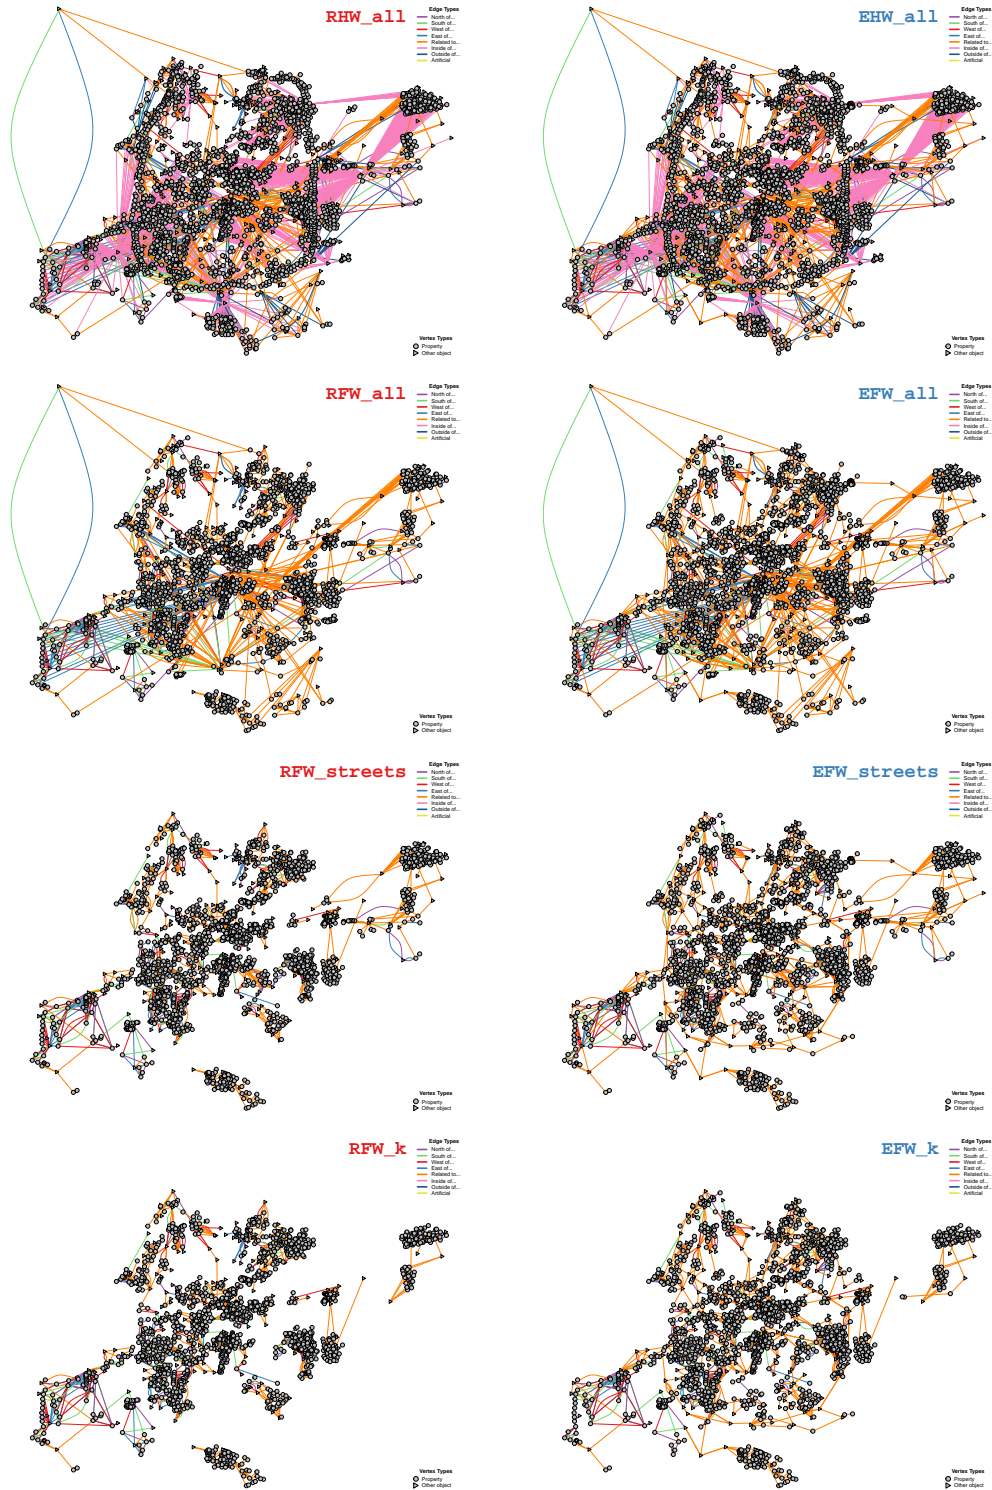 RHW_all
Edge Types
North of...
South of...
West of...
East of...
Related to...
Inside of...
Outside of...
Artificial
Vertex Types
Property
Other object
EHW_all
Edge Types
North of...
South of...
West of...
East of...
Related to...
Inside of...
Outside of...
Artificial
Vertex Types
Property
Other object
RFW_all
Edge Types
North of...
South of...
West of...
East of...
Related to...
Inside of...
Outside of...
Artificial
Vertex Types
Property
Other object
EFW_all
Edge Types
North of...
South of...
West of...
East of...
Related to...
Inside of...
Outside of...
Artificial
Vertex Types
Property
Other object
RFW_streets
Edge Types
North of...
South of...
West of...
East of...
Related to...
Inside of...
Outside of...
Artificial
Vertex Types
Property
Other object
EFW_streets
Edge Types
North of...
South of...
West of...
East of...
Related to...
Inside of...
Outside of...
Artificial
Vertex Types
Property
Other object
RFW_k
Edge Types
North of...
South of...
West of...
East of...
Related to...
Inside of...
Outside of...
Artificial
Vertex Types
Property
Other object
EFW_k
Edge Types
North of...
South of...
West of...
East of...
Related to...
Inside of...
Outside of...
Artificial
Vertex Types
Property
Other object